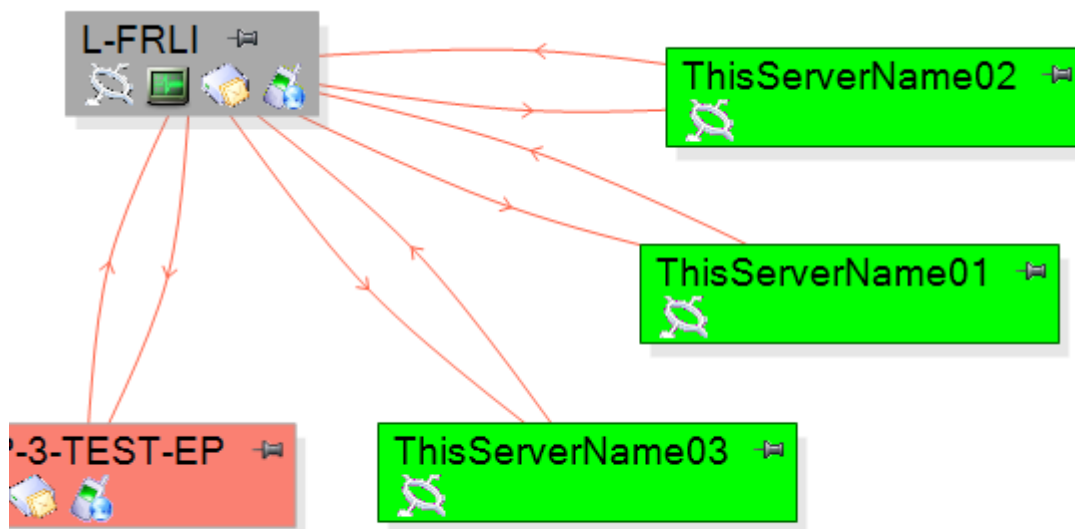 L-FRLI
ThisServerName02
ThisServerName01
P-3-TEST-EP
ThisServerName03